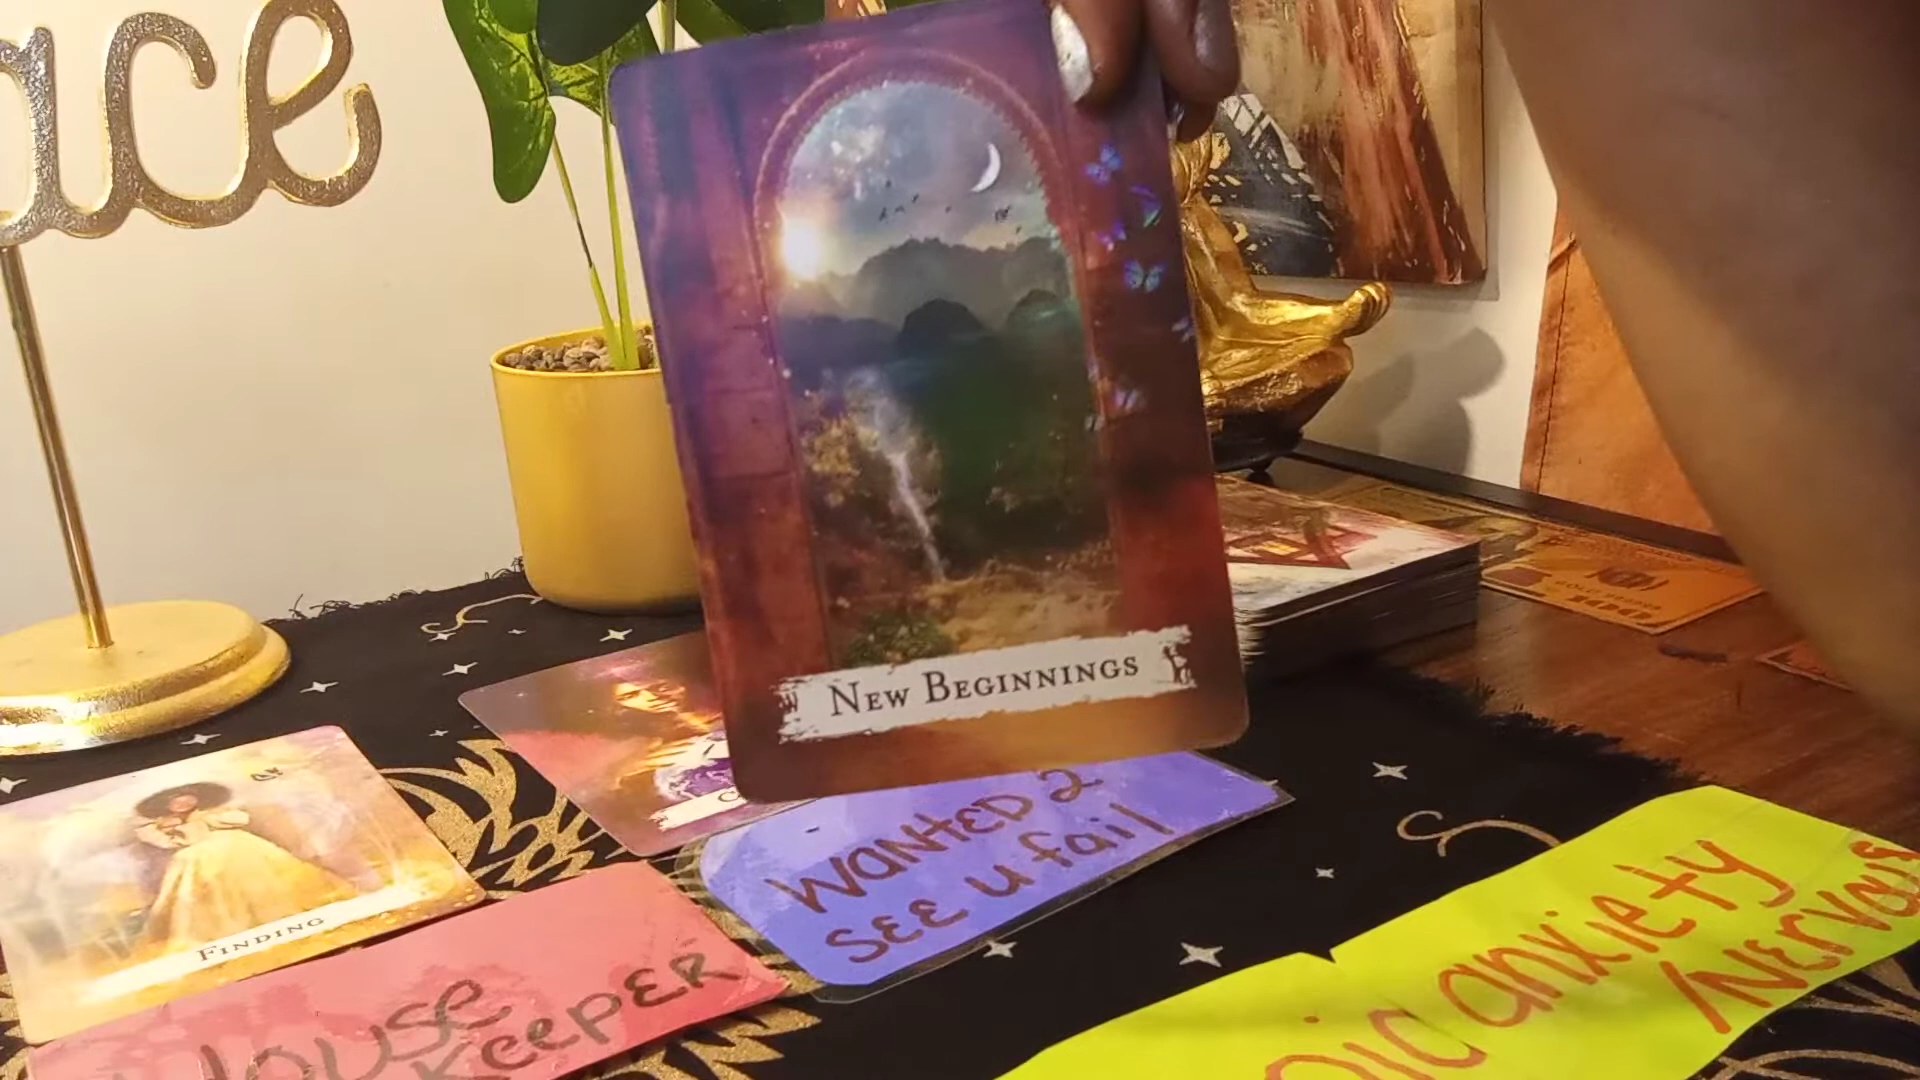 ace
New Beginnings
WANTED 2
SEE U fail
Finding
House
KeepER
anxiety
/NERVOUS